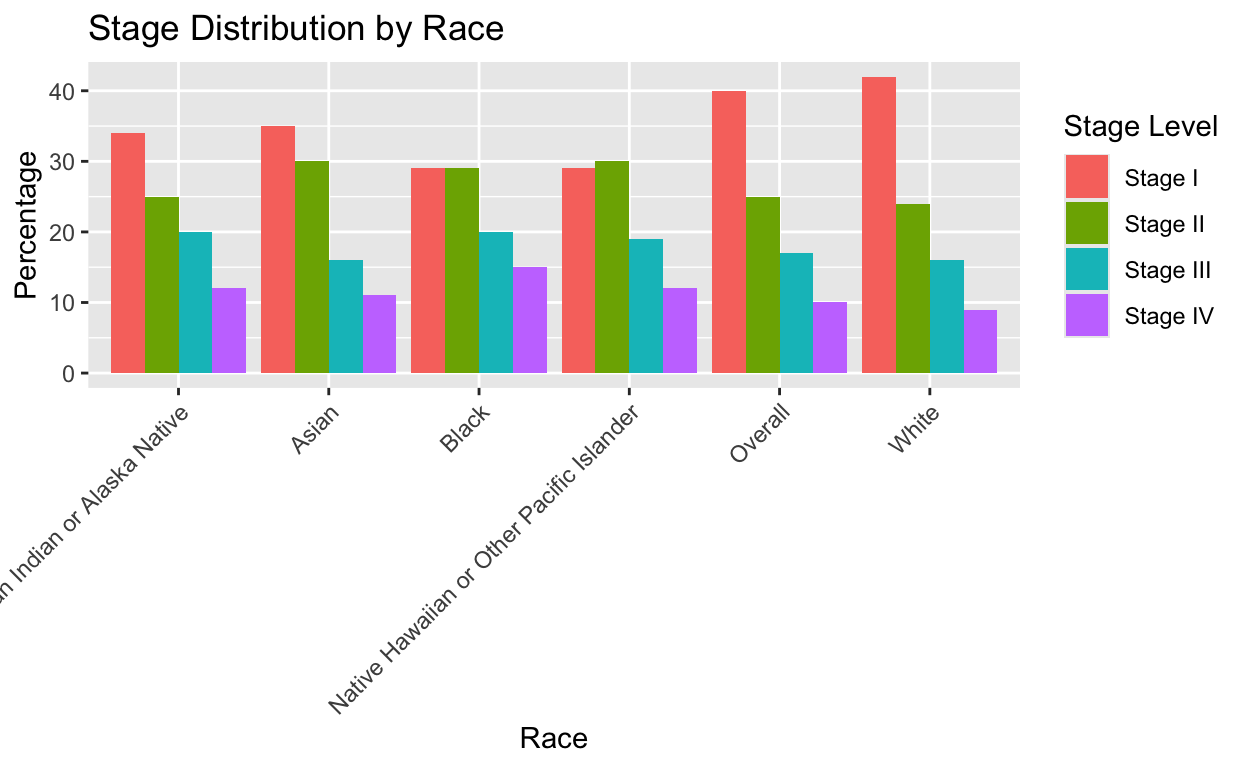 Stage Distribution by Race
Percentage
40
30
20
10
0
Indian or Alaska Native
Asian
Black
Native Hawaiian or Other Pacific Islander
Overall
White
Race
Stage Level
Stage I
Stage II
Stage III
Stage IV